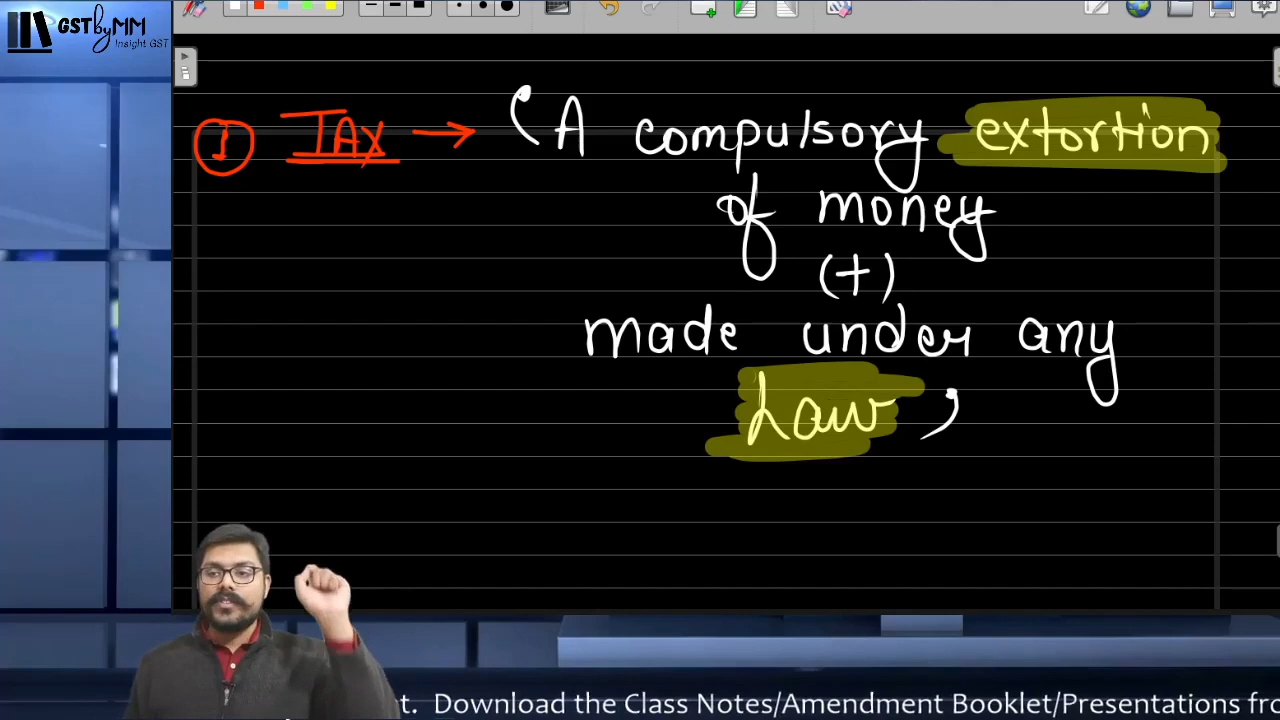 GSTbyMM
Insight GST
① TAX → ‘A compulsory extortion
of money
(+)
made under any
Law’
t. Download the Class Notes/Amendment Booklet/Presentations fro